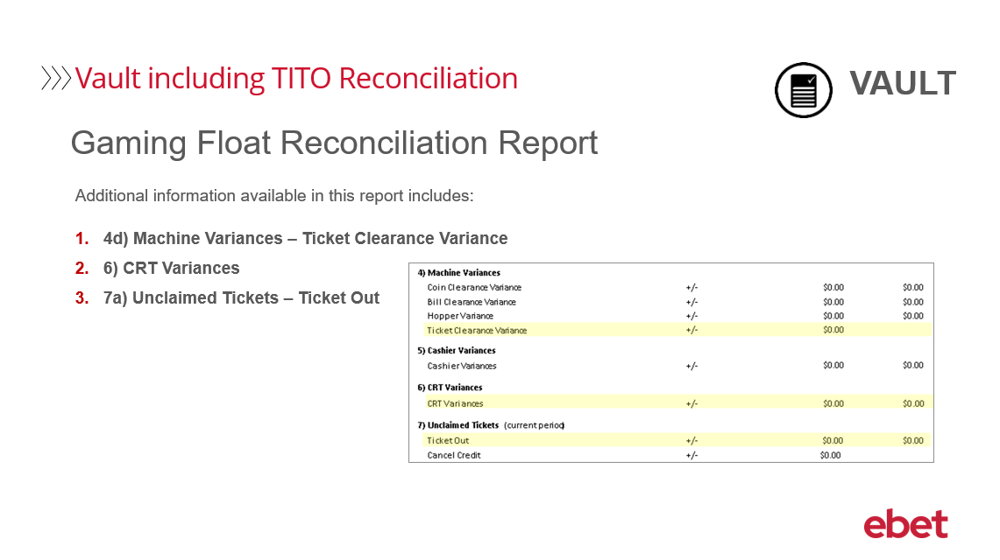 Vault including TITO Reconciliation
VAULT
Gaming Float Reconciliation Report
Additional information available in this report includes:
1. 4d) Machine Variances – Ticket Clearance Variance
2. 6) CRT Variances
3. 7a) Unclaimed Tickets – Ticket Out
4) Machine Variances
Coin Clearance Variance +/- $0.00 $0.00
Bill Clearance Variance +/- $0.00 $0.00
Hopper Variance +/- $0.00 $0.00
Ticket Clearance Variance +/- $0.00
5) Cashier Variances
Cashier Variances +/- $0.00 $0.00
6) CRT Variances
CRT Variances +/- $0.00 $0.00
7) Unclaimed Tickets (current period)
Ticket Out +/- $0.00 $0.00
Cancel Credit +/- $0.00
ebet